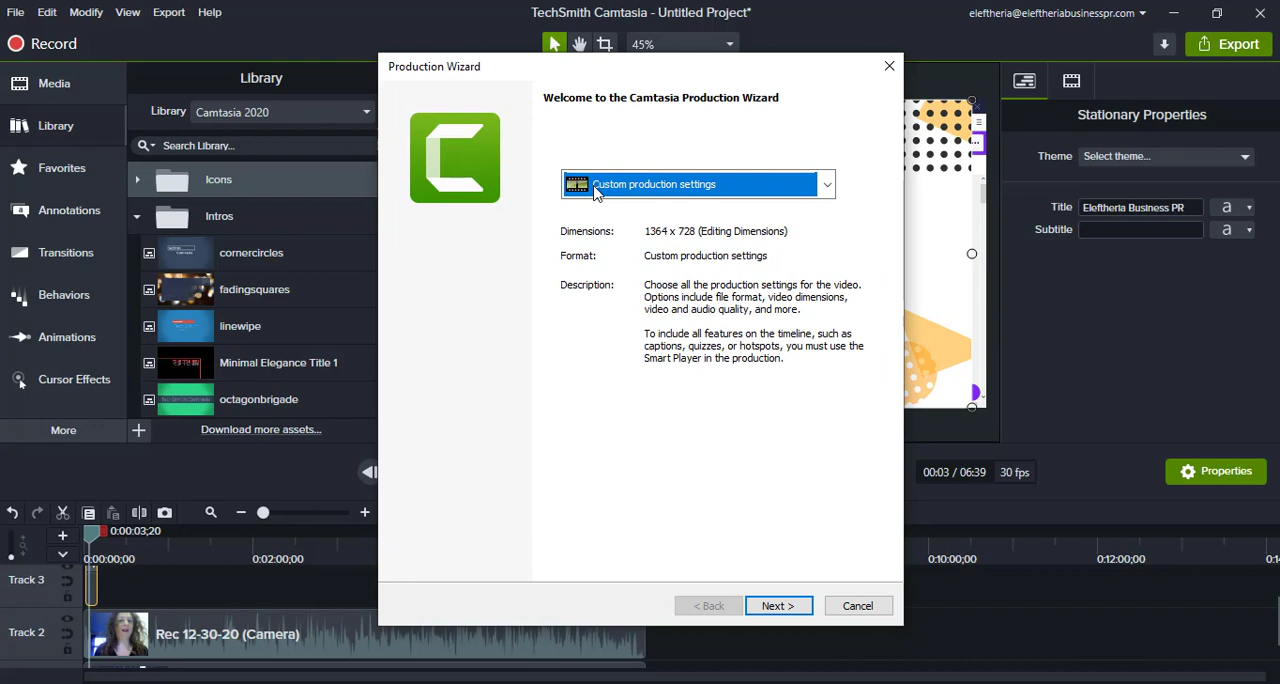 File Edit Modify View Export Help
TechSmith Camtasia - Untitled Project*
eleftheria@eleftheriabusinesspr.com
Record
45%
Export
Production Wizard
Media
Library
Favorites
Annotations
Transitions
Behaviors
Animations
Cursor Effects
More
Library
Library Camtasia 2020
Search Library...
Icons
Intros
cornercircles
fadingsquares
linewipe
Minimal Elegance Title 1
octagonbrigade
Download more assets...
Welcome to the Camtasia Production Wizard
Custom production settings
Dimensions: 1364 x 728 (Editing Dimensions)
Format: Custom production settings
Description: Choose all the production settings for the video.
Options include file format, video dimensions,
video and audio quality, and more.
To include all features on the timeline, such as
captions, quizzes, or hotspots, you must use the
Smart Player in the production.
< Back Next > Cancel
Stationary Properties
Theme Select theme...
Title Eleftheria Business PR a
Subtitle a
00:03 / 06:39 30 fps
Properties
0:00:03;20
0:00:00;00 0:02:00;00 0:10:00;00 0:12:00;00
Track 3
Track 2 Rec 12-30-20 (Camera)